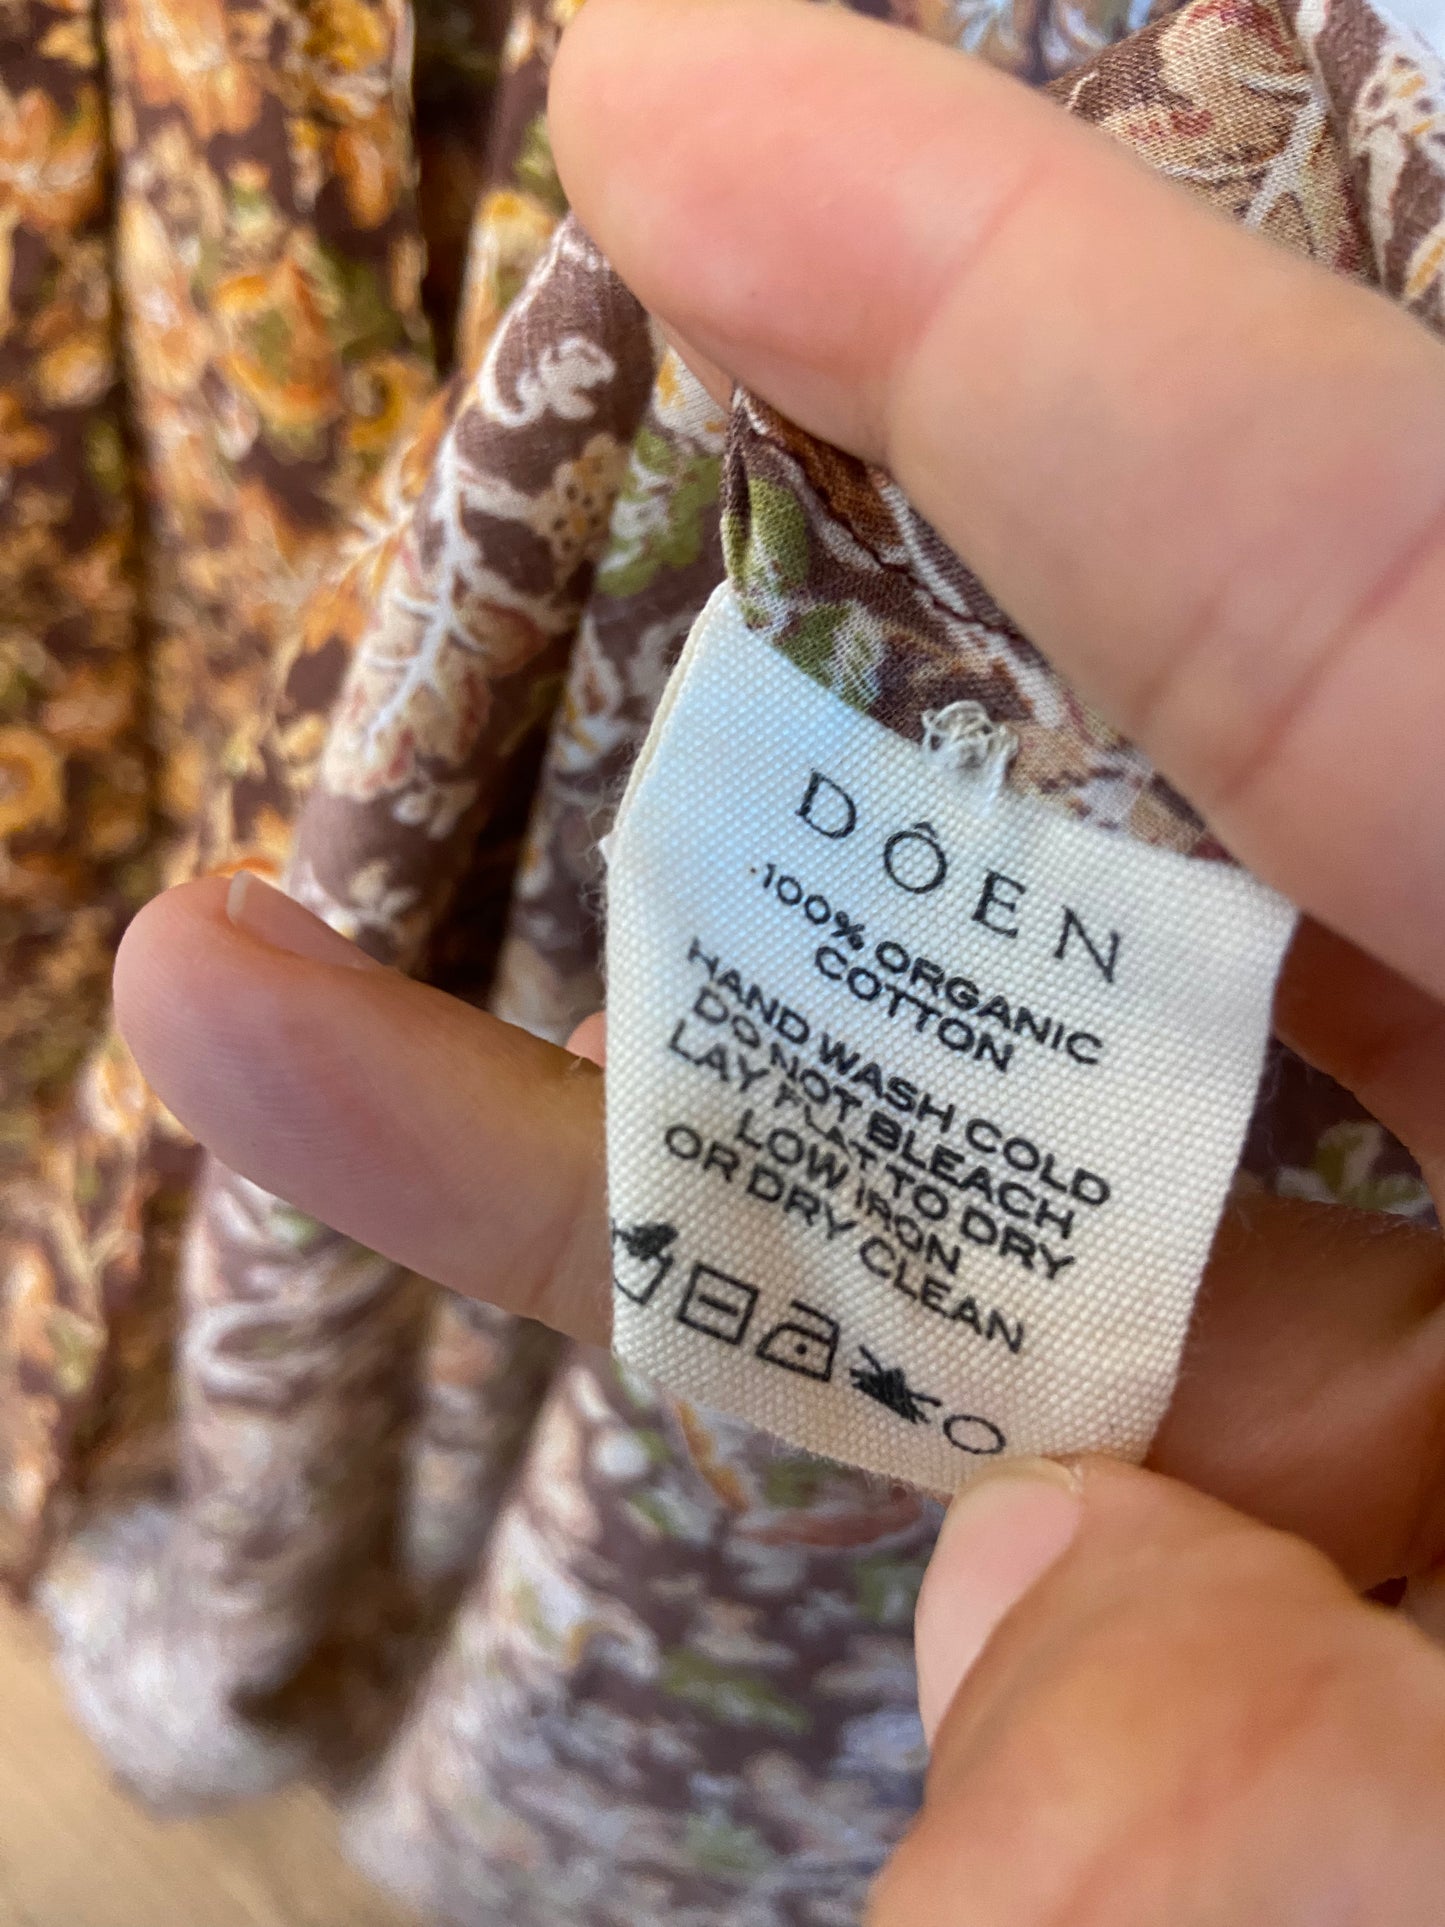 DÔEN
100% ORGANIC
COTTON
HAND WASH COLD
DO NOT BLEACH
LAY FLAT TO DRY
LOW IRON
OR DRY CLEAN